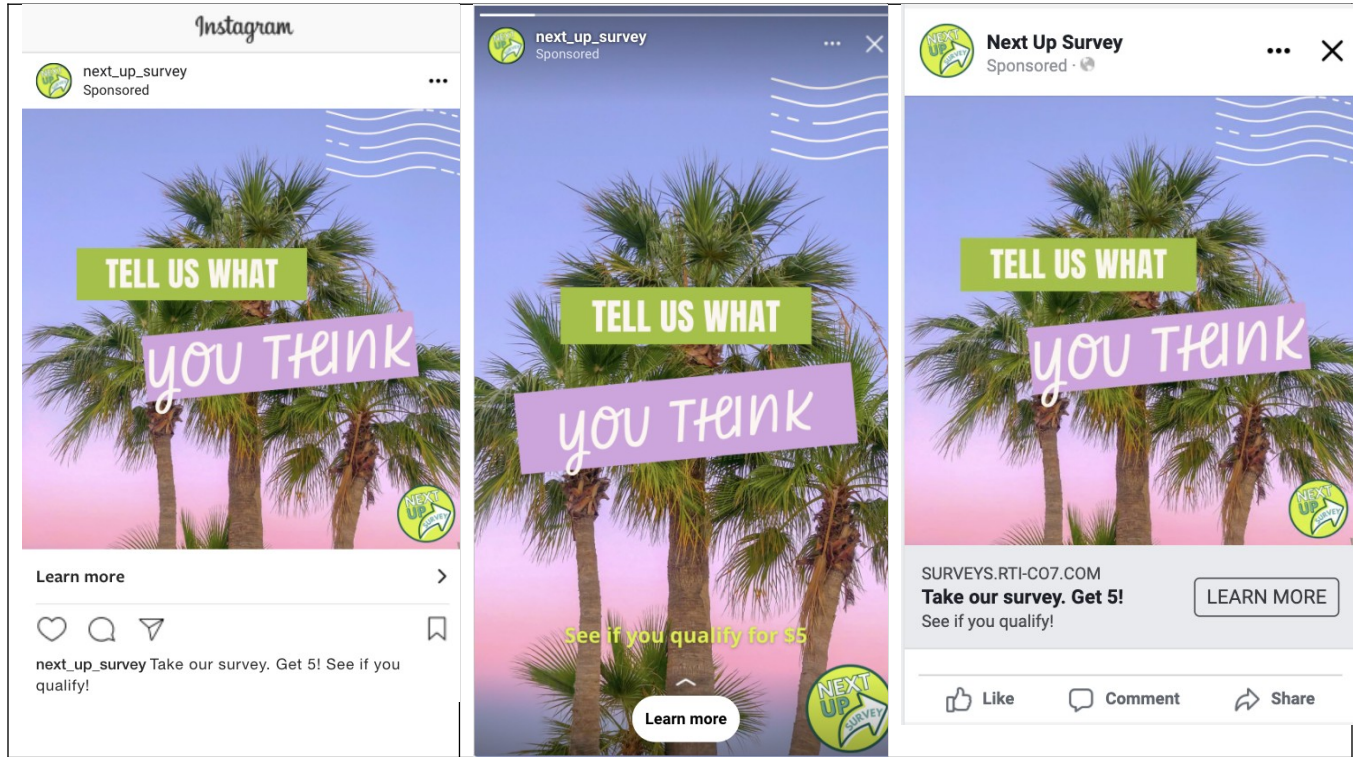 Instagram
next_up_survey
Sponsored
TELL US WHAT
YOU THINK
NEXT
UP
SURVEY
Learn more
next_up_survey Take our survey. Get 5! See if you
qualify!
next_up_survey
Sponsored
TELL US WHAT
YOU THINK
See if you qualify for $5
Learn more
NEXT
UP
SURVEY
Next Up Survey
Sponsored ·
TELL US WHAT
YOU THINK
NEXT
UP
SURVEY
SURVEYS.RTI-CO7.COM
Take our survey. Get 5!
See if you qualify!
LEARN MORE
Like
Comment
Share